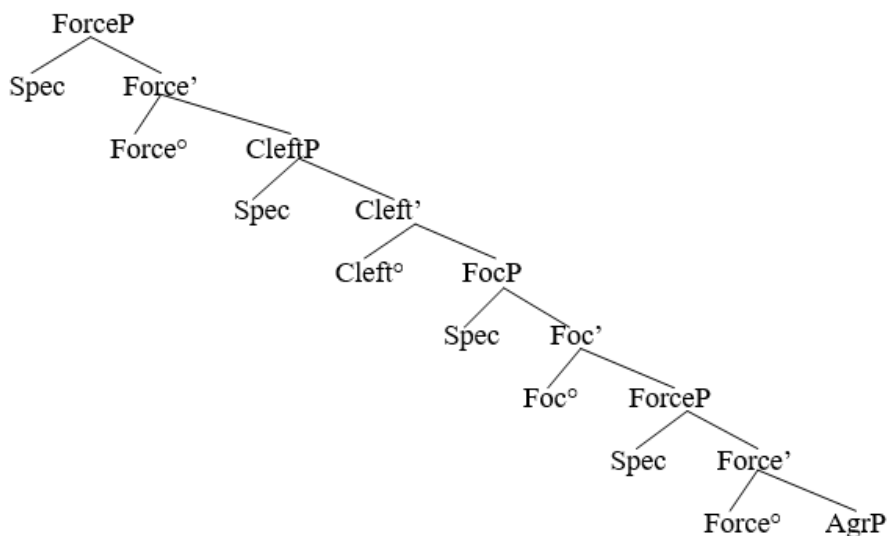 ForceP
Spec Force’
Force° CleftP
Spec Cleft’
Cleft° FocP
Spec Foc’
Foc° ForceP
Spec Force’
Force° AgrP